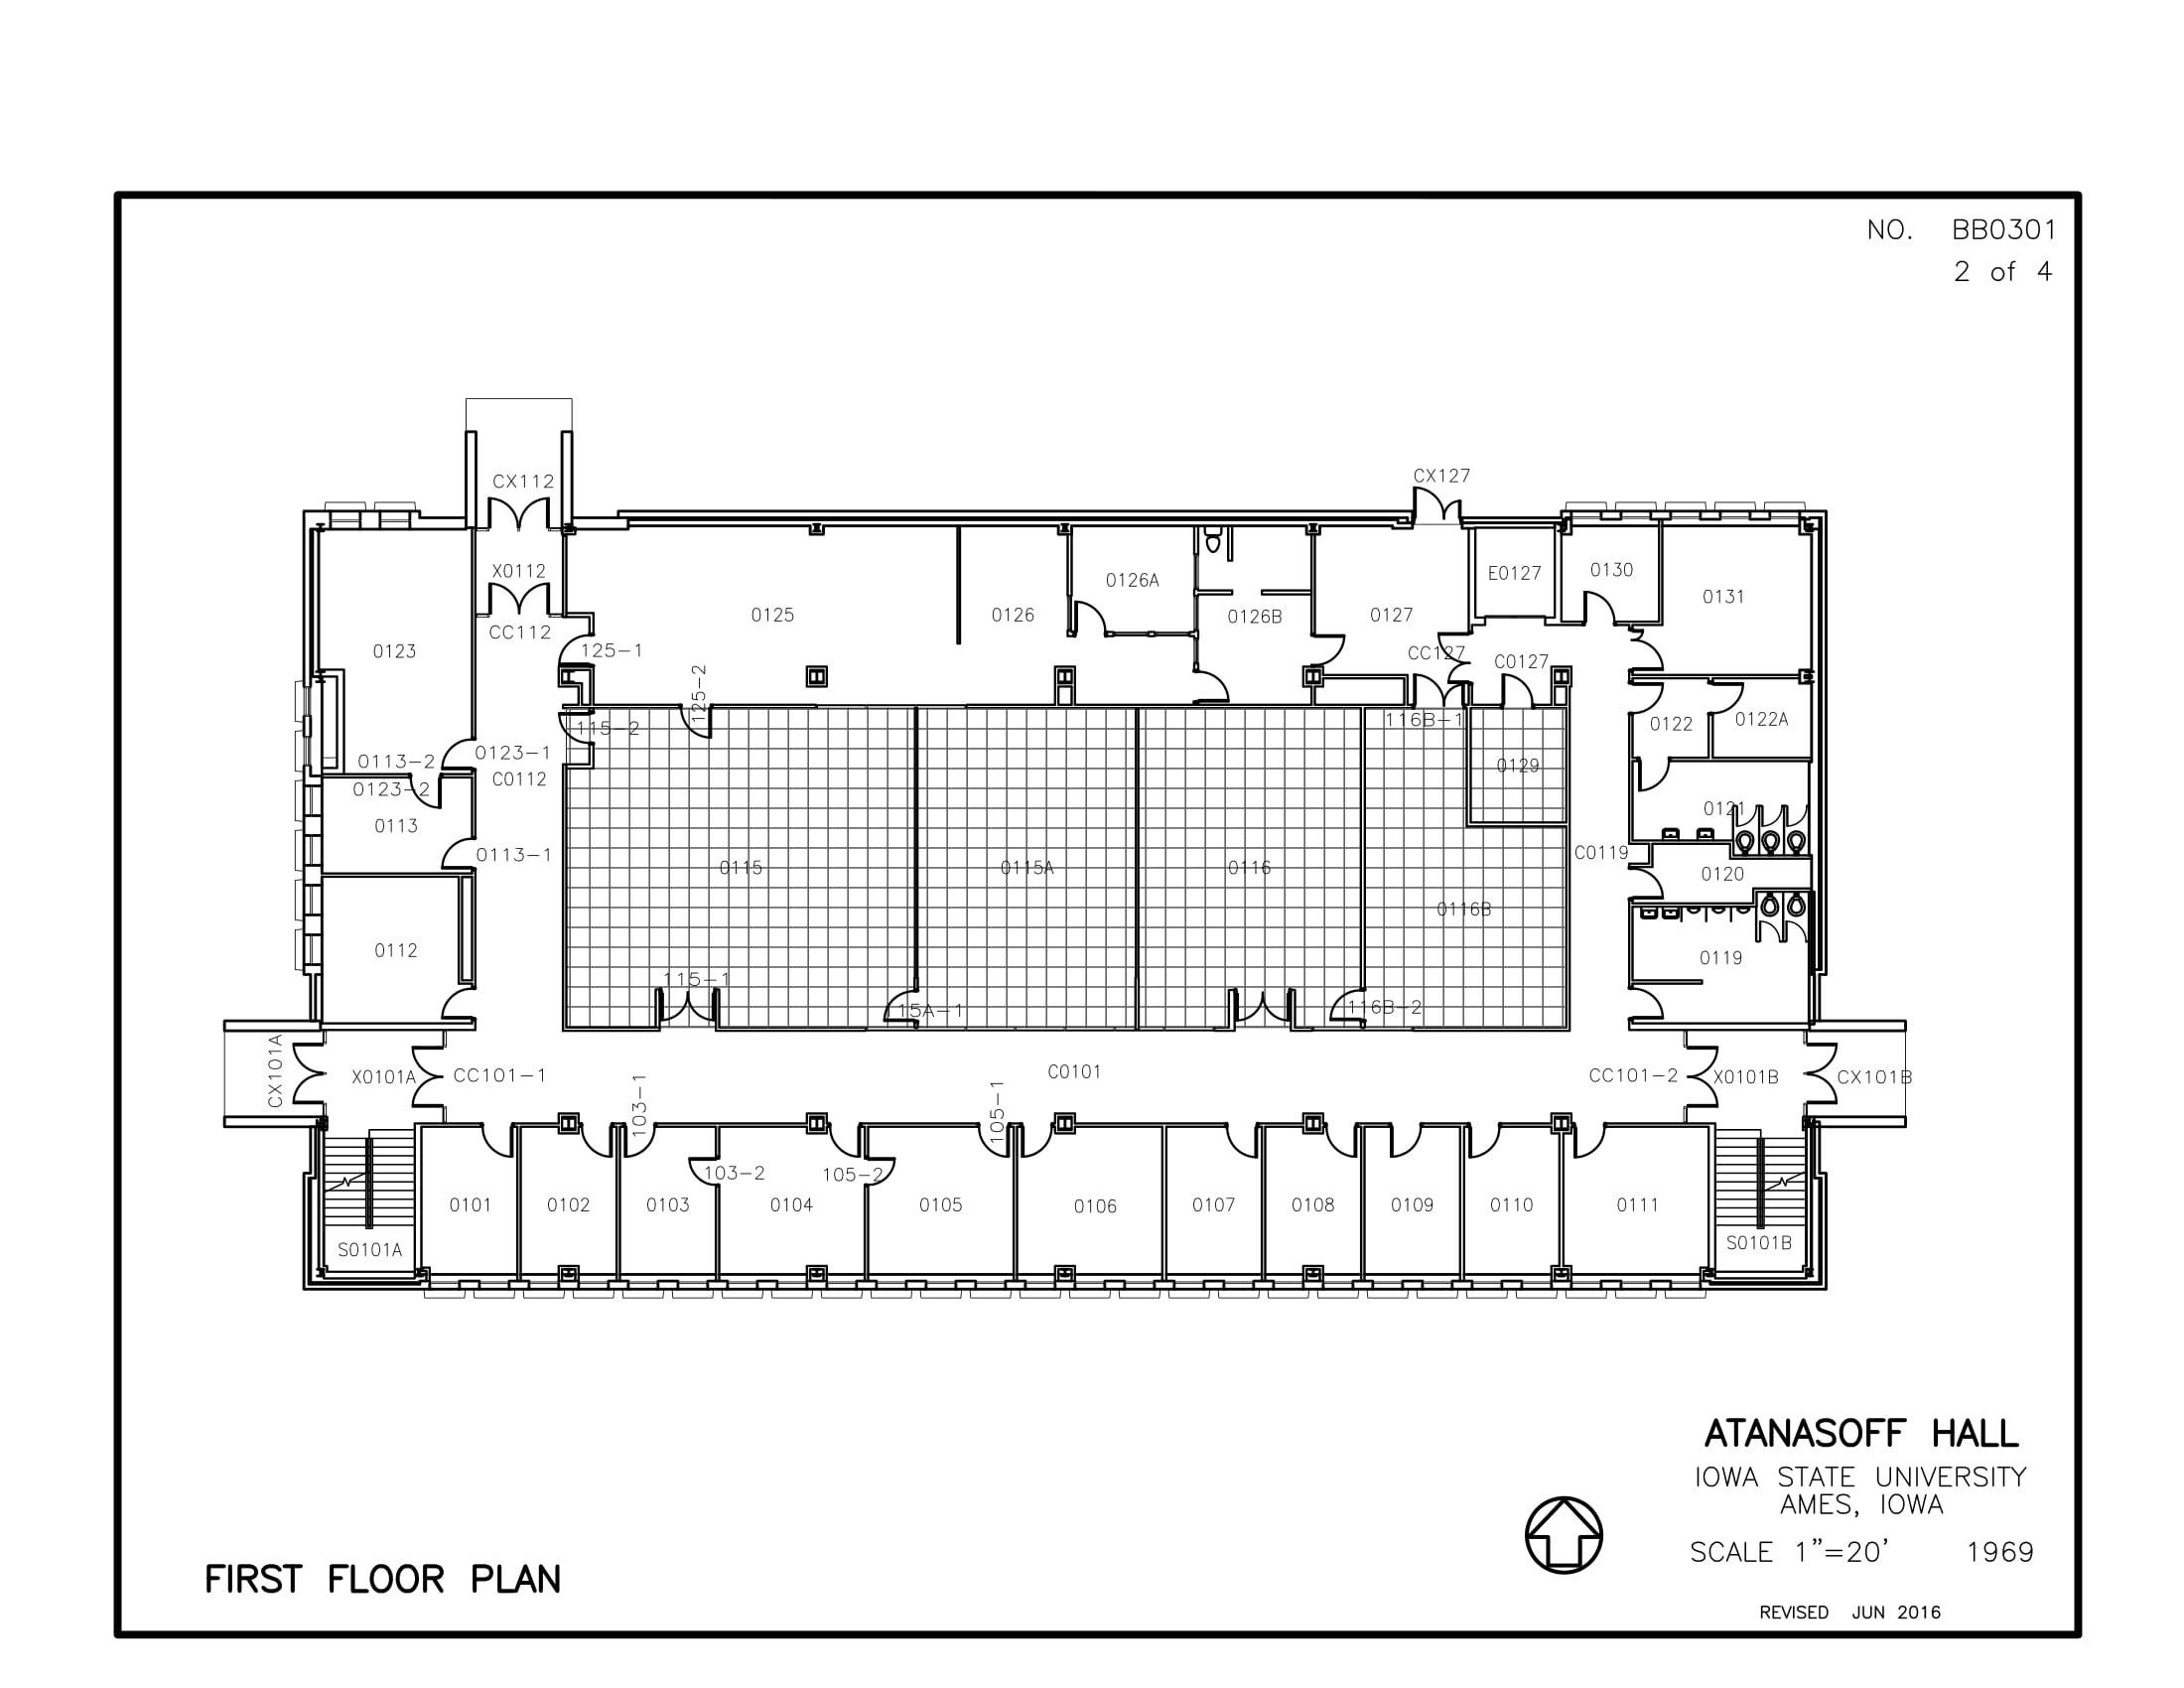 NO. BB0301
2 of 4
CX112
CX127
X0112
0126A
E0127
0130
0131
CC112
0125
0126
0126B
0127
0123
125-1
125-2
CC127
C0127
115-2
116B-1
0122
0122A
0113-2
0123-1
C0112
0129
0123-2
0121
0113
0113-1
0115
0115A
0116
C0119
0120
0116B
0112
0119
115-1
15A-1
116B-2
CX101A
X0101A
CC101-1
C0101
CC101-2
X0101B
CX101B
103-1
105-1
103-2
105-2
0101
0102
0103
0104
0105
0106
0107
0108
0109
0110
0111
S0101A
S0101B
ATANASOFF HALL
IOWA STATE UNIVERSITY
AMES, IOWA
SCALE 1"=20' 1969
FIRST FLOOR PLAN
REVISED JUN 2016